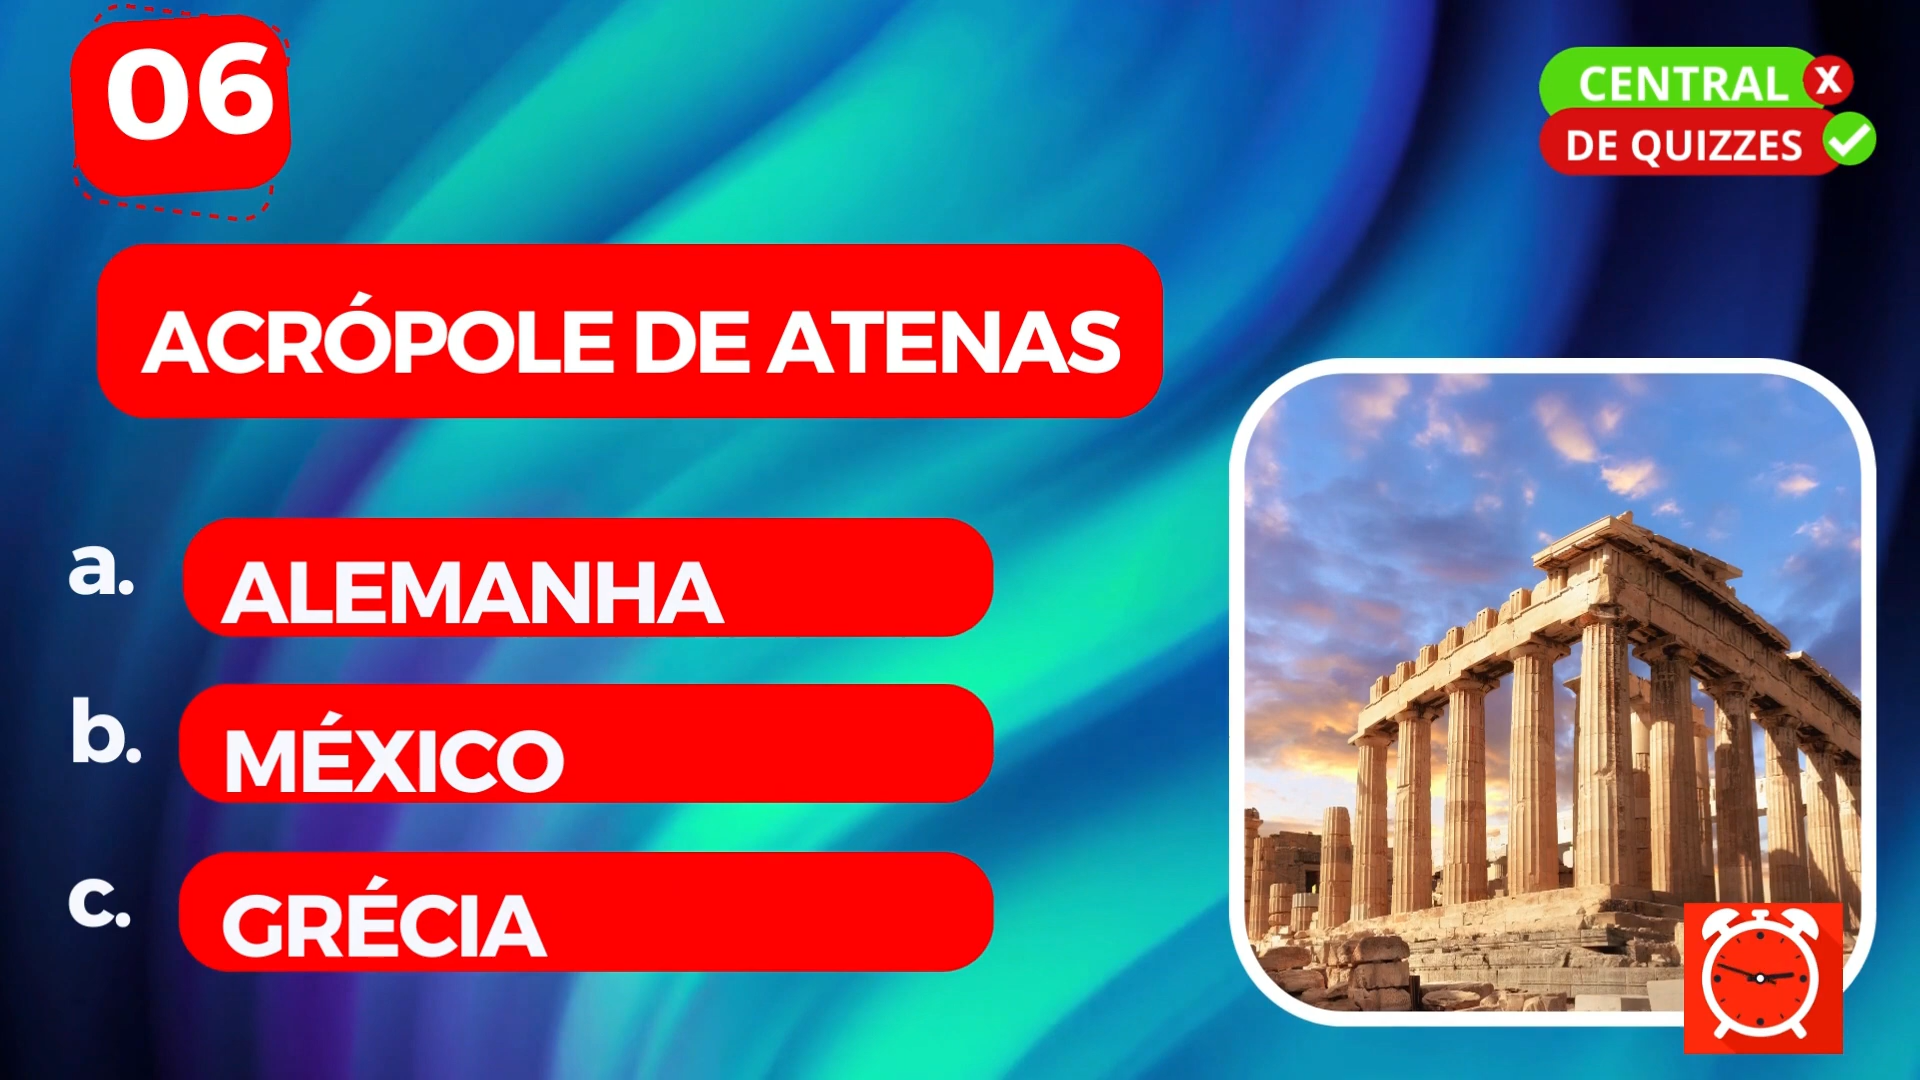 06
CENTRAL X
DE QUIZZES
ACRÓPOLE DE ATENAS
a. ALEMANHA
b. MÉXICO
c. GRÉCIA